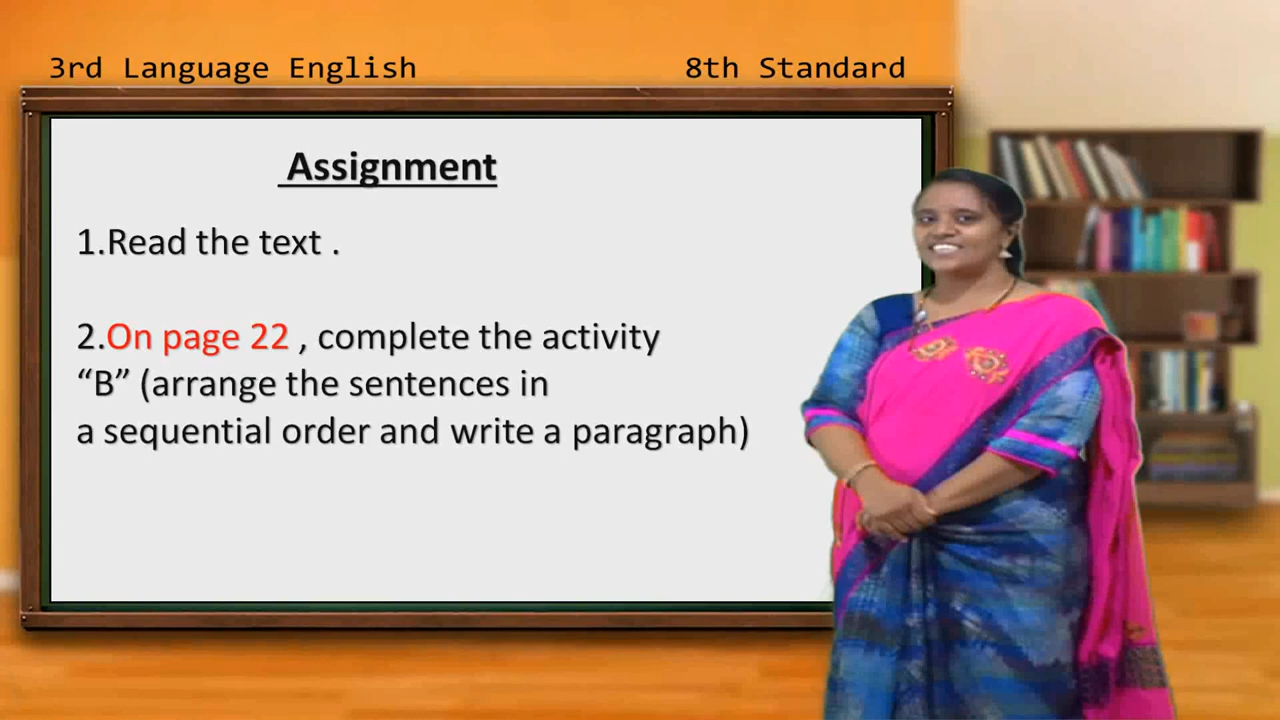 3rd Language English 8th Standard
Assignment
1.Read the text .
2.On page 22 , complete the activity
“B” (arrange the sentences in
a sequential order and write a paragraph)